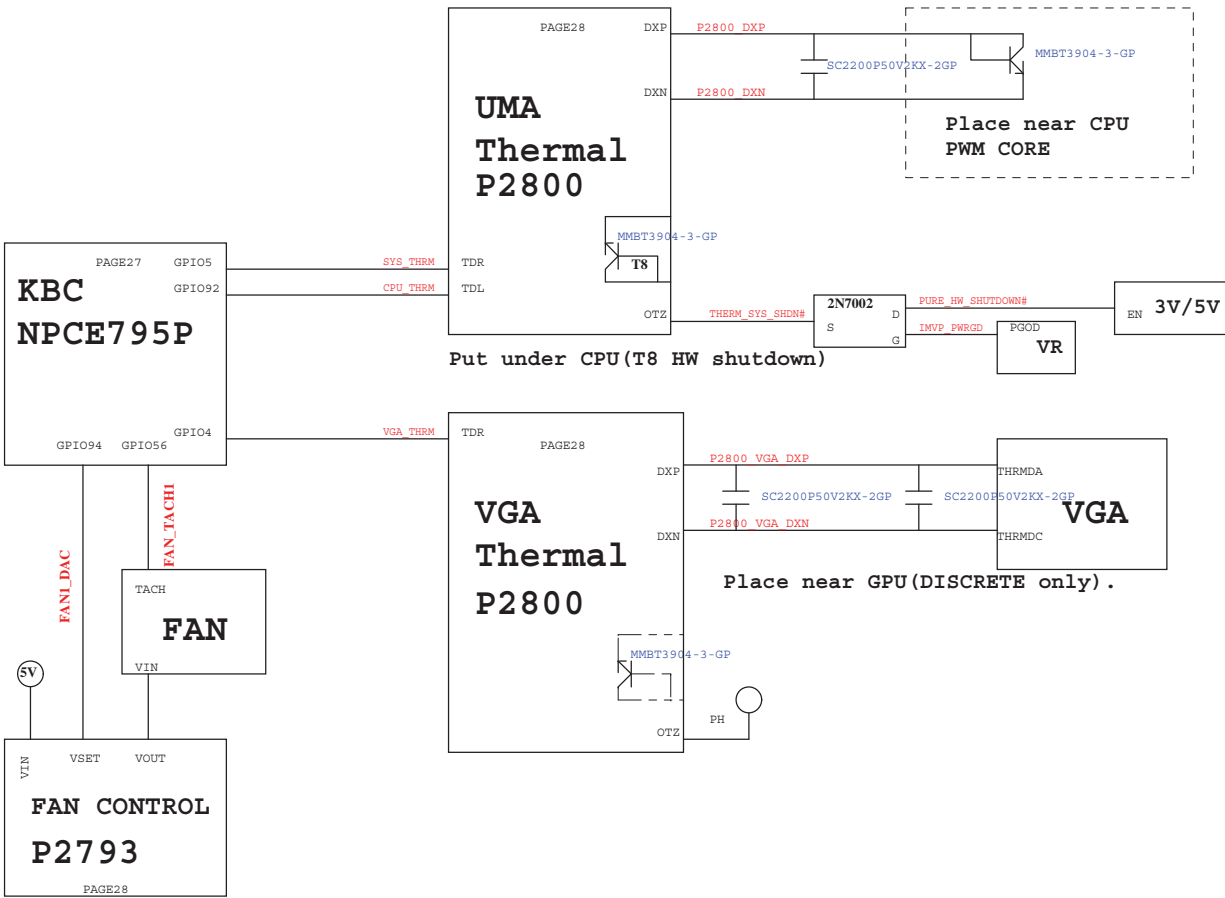 PAGE28
DXP
P2800_DXP
SC2200P50V2KX-2GP
MMBT3904-3-GP
DXN
P2800_DXN
UMA
Thermal
P2800
Place near CPU
PWM CORE
MMBT3904-3-GP
T8
PAGE27
GPIO5
SYS_THRM
TDR
KBC
GPIO92
CPU_THRM
TDL
NPCE795P
OTZ
THERM_SYS_SHDN#
2N7002
S
D
G
PURE_HW_SHUTDOWN#
IMVP_PWRGD
PGOD
VR
EN
3V/5V
Put under CPU(T8 HW shutdown)
GPIO94
GPIO56
GPIO4
VGA_THRM
TDR
PAGE28
DXP
P2800_VGA_DXP
THRMDA
SC2200P50V2KX-2GP
SC2200P50V2KX-2GP
VGA
DXN
P2800_VGA_DXN
THRMDC
VGA
Thermal
P2800
Place near GPU(DISCRETE only).
FAN1_DAC
FAN_TACH1
TACH
FAN
VIN
MMBT3904-3-GP
OTZ
PH
5V
VIN
VSET
VOUT
FAN CONTROL
P2793
PAGE28